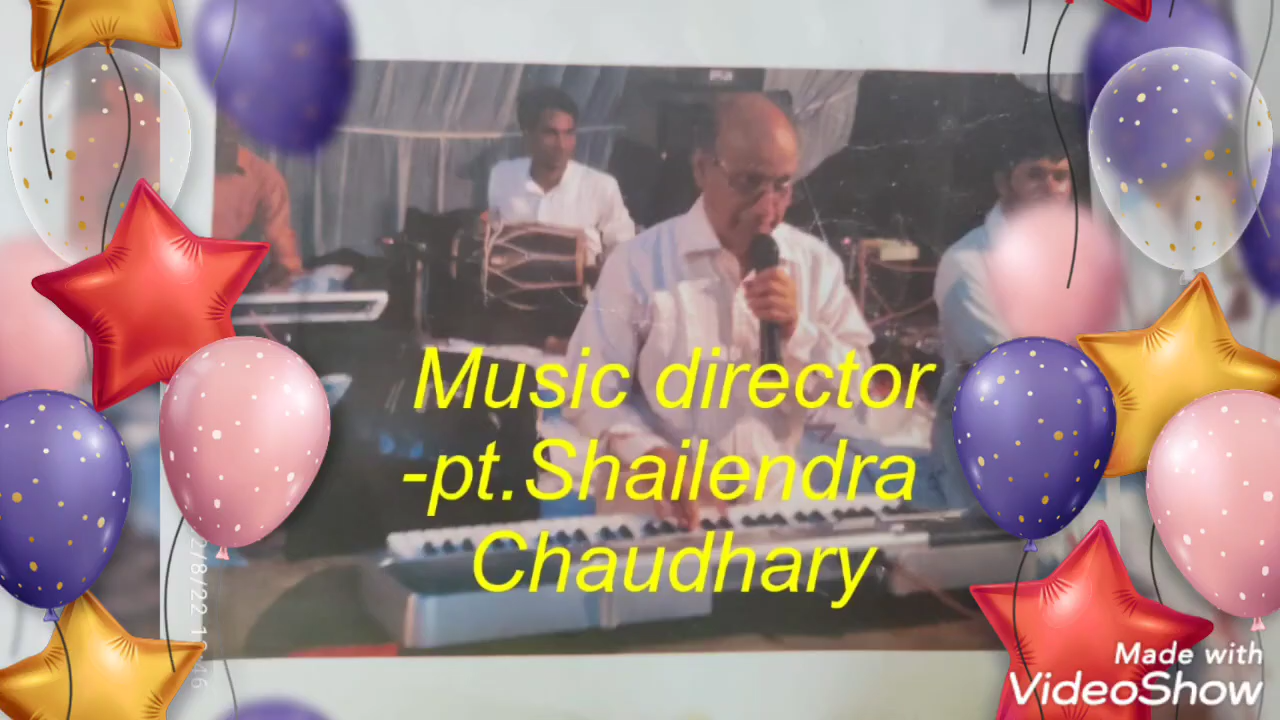 Music director
-pt.Shailendra
Chaudhary
Made with
VideoShow